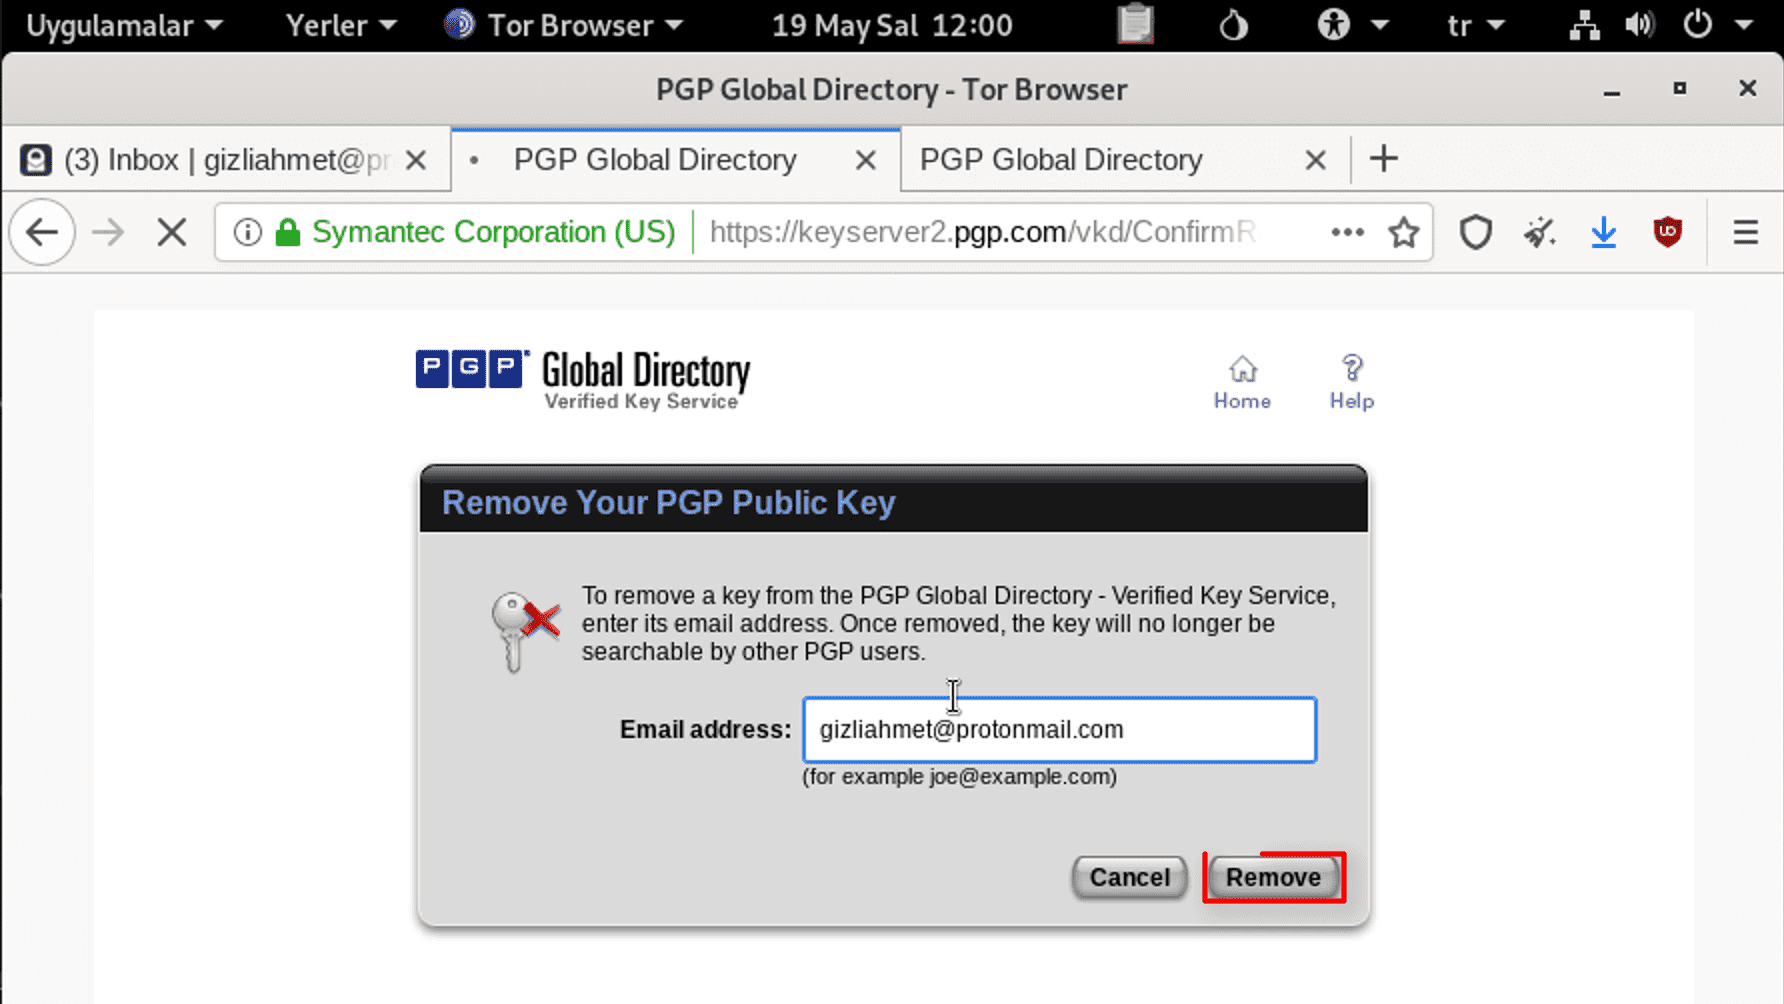 Uygulamalar Yerler Tor Browser 19 May Sal 12:00 tr
PGP Global Directory - Tor Browser
(3) Inbox | gizliahmet@pr PGP Global Directory PGP Global Directory
Symantec Corporation (US) https://keyserver2.pgp.com/vkd/ConfirmR
PGP Global Directory
Verified Key Service
Home Help
Remove Your PGP Public Key
To remove a key from the PGP Global Directory - Verified Key Service,
enter its email address. Once removed, the key will no longer be
searchable by other PGP users.
Email address: gizliahmet@protonmail.com
(for example joe@example.com)
Cancel Remove